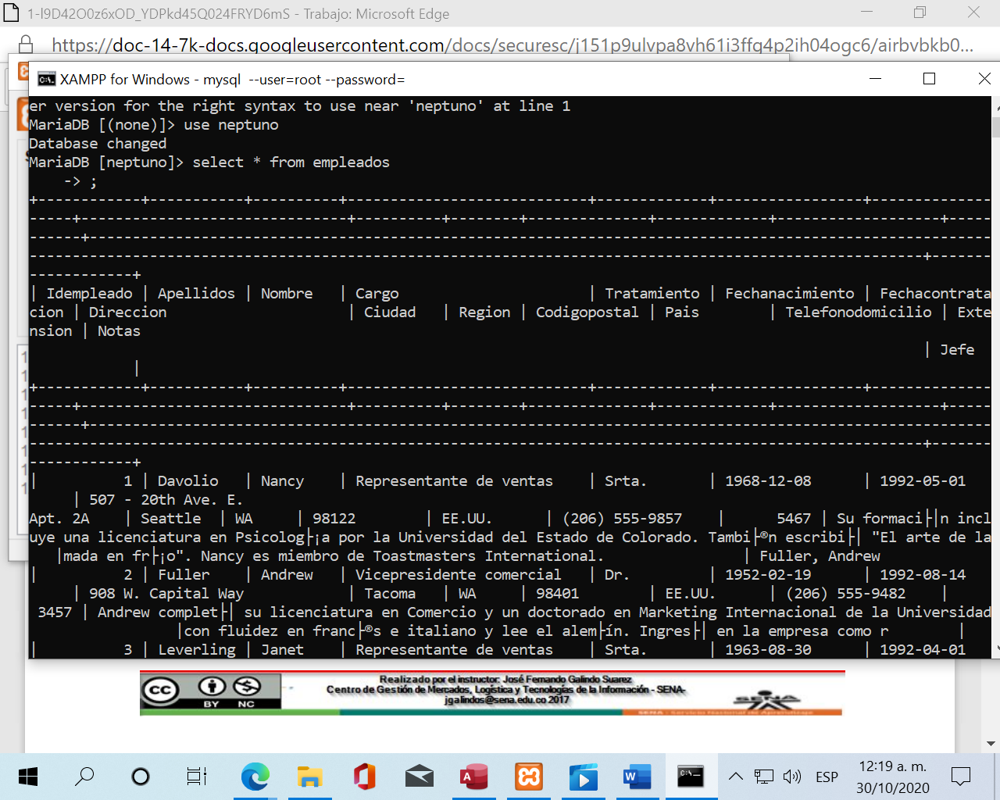 1-l9D42O0z6xOD_YDPkd45Q024FRYD6mS - Trabajo: Microsoft Edge
https://doc-14-7k-docs.googleusercontent.com/docs/securesc/j151p9ulvpa8vh61i3ffq4p2ih04ogc6/airbvbkb0...
XAMPP for Windows - mysql  --user=root --password=
er version for the right syntax to use near 'neptuno' at line 1
MariaDB [(none)]> use neptuno
Database changed
MariaDB [neptuno]> select * from empleados
    -> ;
| Idempleado | Apellidos | Nombre   | Cargo                      | Tratamiento | Fechanacimiento | Fechacontrata
cion | Direccion                     | Ciudad   | Region | Codigopostal | Pais        | Telefonodomicilio | Exte
nsion | Notas
| Jefe
|
|          1 | Davolio   | Nancy    | Representante de ventas    | Srta.       | 1968-12-08      | 1992-05-01
     | 507 - 20th Ave. E.
Apt. 2A    | Seattle  | WA     | 98122        | EE.UU.      | (206) 555-9857    |      5467 | Su formaci├│n incl
uye una licenciatura en Psicolog├¡a por la Universidad del Estado de Colorado. Tambi├®n escribi├│ "El arte de la
   |mada en fr├¡o". Nancy es miembro de Toastmasters International.                | Fuller, Andrew
|          2 | Fuller    | Andrew   | Vicepresidente comercial   | Dr.         | 1952-02-19      | 1992-08-14
     | 908 W. Capital Way            | Tacoma   | WA     | 98401        | EE.UU.      | (206) 555-9482    |
 3457 | Andrew complet├│ su licenciatura en Comercio y un doctorado en Marketing Internacional de la Universidad
                 |con fluidez en franc├®s e italiano y lee el alem├ín. Ingres├│ en la empresa como r        |
|          3 | Leverling | Janet    | Representante de ventas    | Srta.       | 1963-08-30      | 1992-04-01
Realizado por el instructor: José Fernando Galindo Suarez
Centro de Gestión de Mercados, Logística y Tecnologías de la Información - SENA-
jgalindos@sena.edu.co 2017
CC BY NC
SENA
ESP
12:19 a. m.
30/10/2020